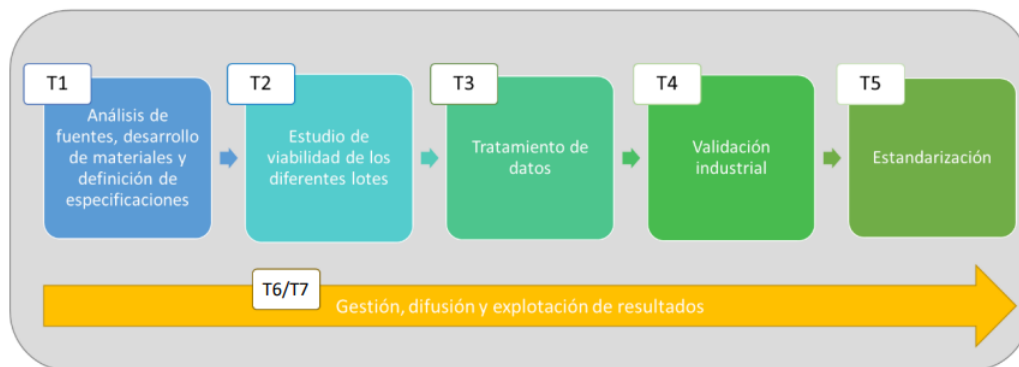 T1
Análisis de
fuentes, desarrollo
de materiales y
definición de
especificaciones
T2
Estudio de
viabilidad de los
diferentes lotes
T3
Tratamiento de
datos
T4
Validación
industrial
T5
Estandarización
T6/T7
Gestión, difusión y explotación de resultados